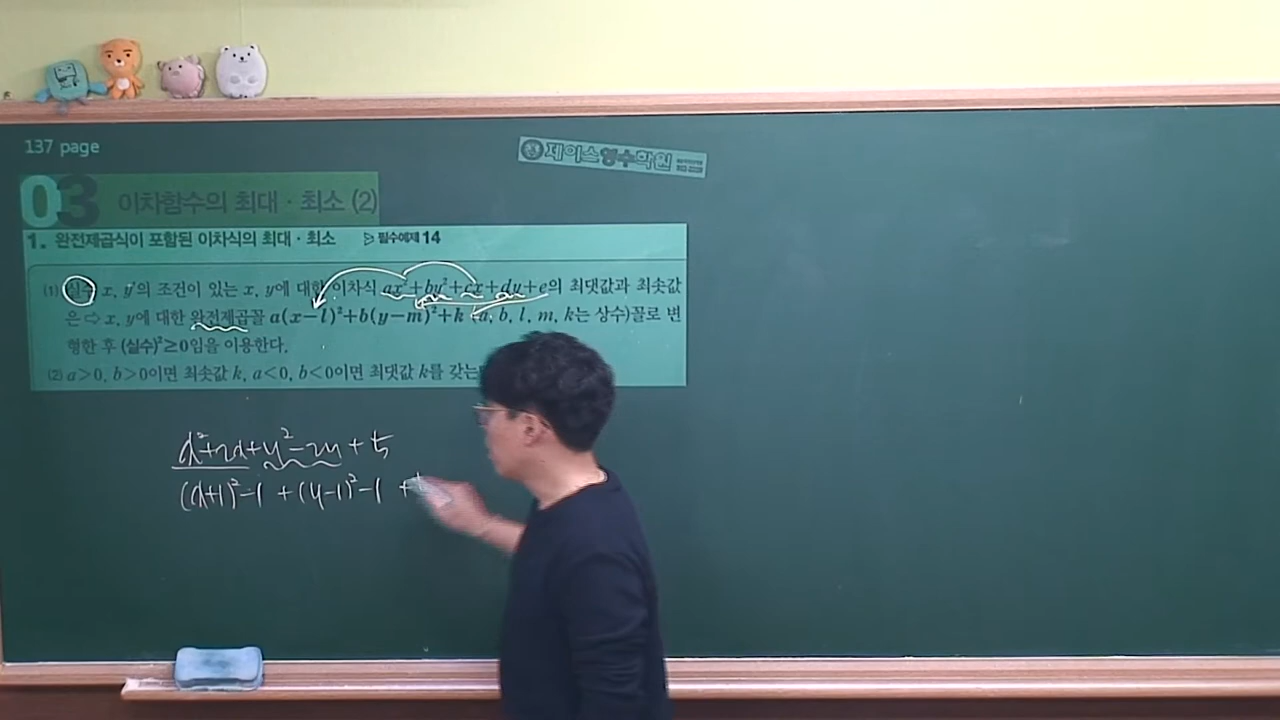 137 page
제이스영수학원
03 이차함수의 최대 · 최소 (2)
1. 완전제곱식이 포함된 이차식의 최대 · 최소 ▷ 필수예제 14
(1) 실수 x, y의 조건이 있는 x, y에 대한 이차식 ax²+by²+cx+dy+e의 최댓값과 최솟값
은 ⇨ x, y에 대한 완전제곱꼴 a(x−l)²+b(y−m)²+k (a, b, l, m, k는 상수)꼴로 변
형한 후 (실수)²≥0임을 이용한다.
(2) a>0, b>0이면 최솟값 k, a<0, b<0이면 최댓값 k를 갖는
x²+2x+y²−2y+5
(x+1)²−1 +(y−1)²−1 +